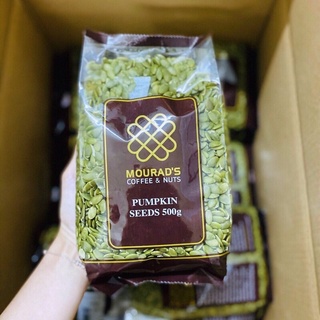 MOURAD'S
COFFEE & NUTS
PUMPKIN
SEEDS 500g